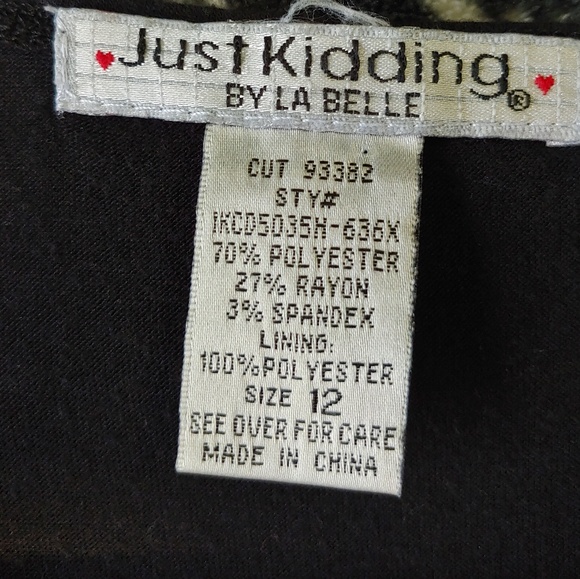 Just Kidding®
BY LA BELLE
CUT 93382
STY#
1KCD5035H-636X
70% POLYESTER
27% RAYON
3% SPANDEX
LINING:
100%POLYESTER
SIZE 12
SEE OVER FOR CARE
MADE IN CHINA